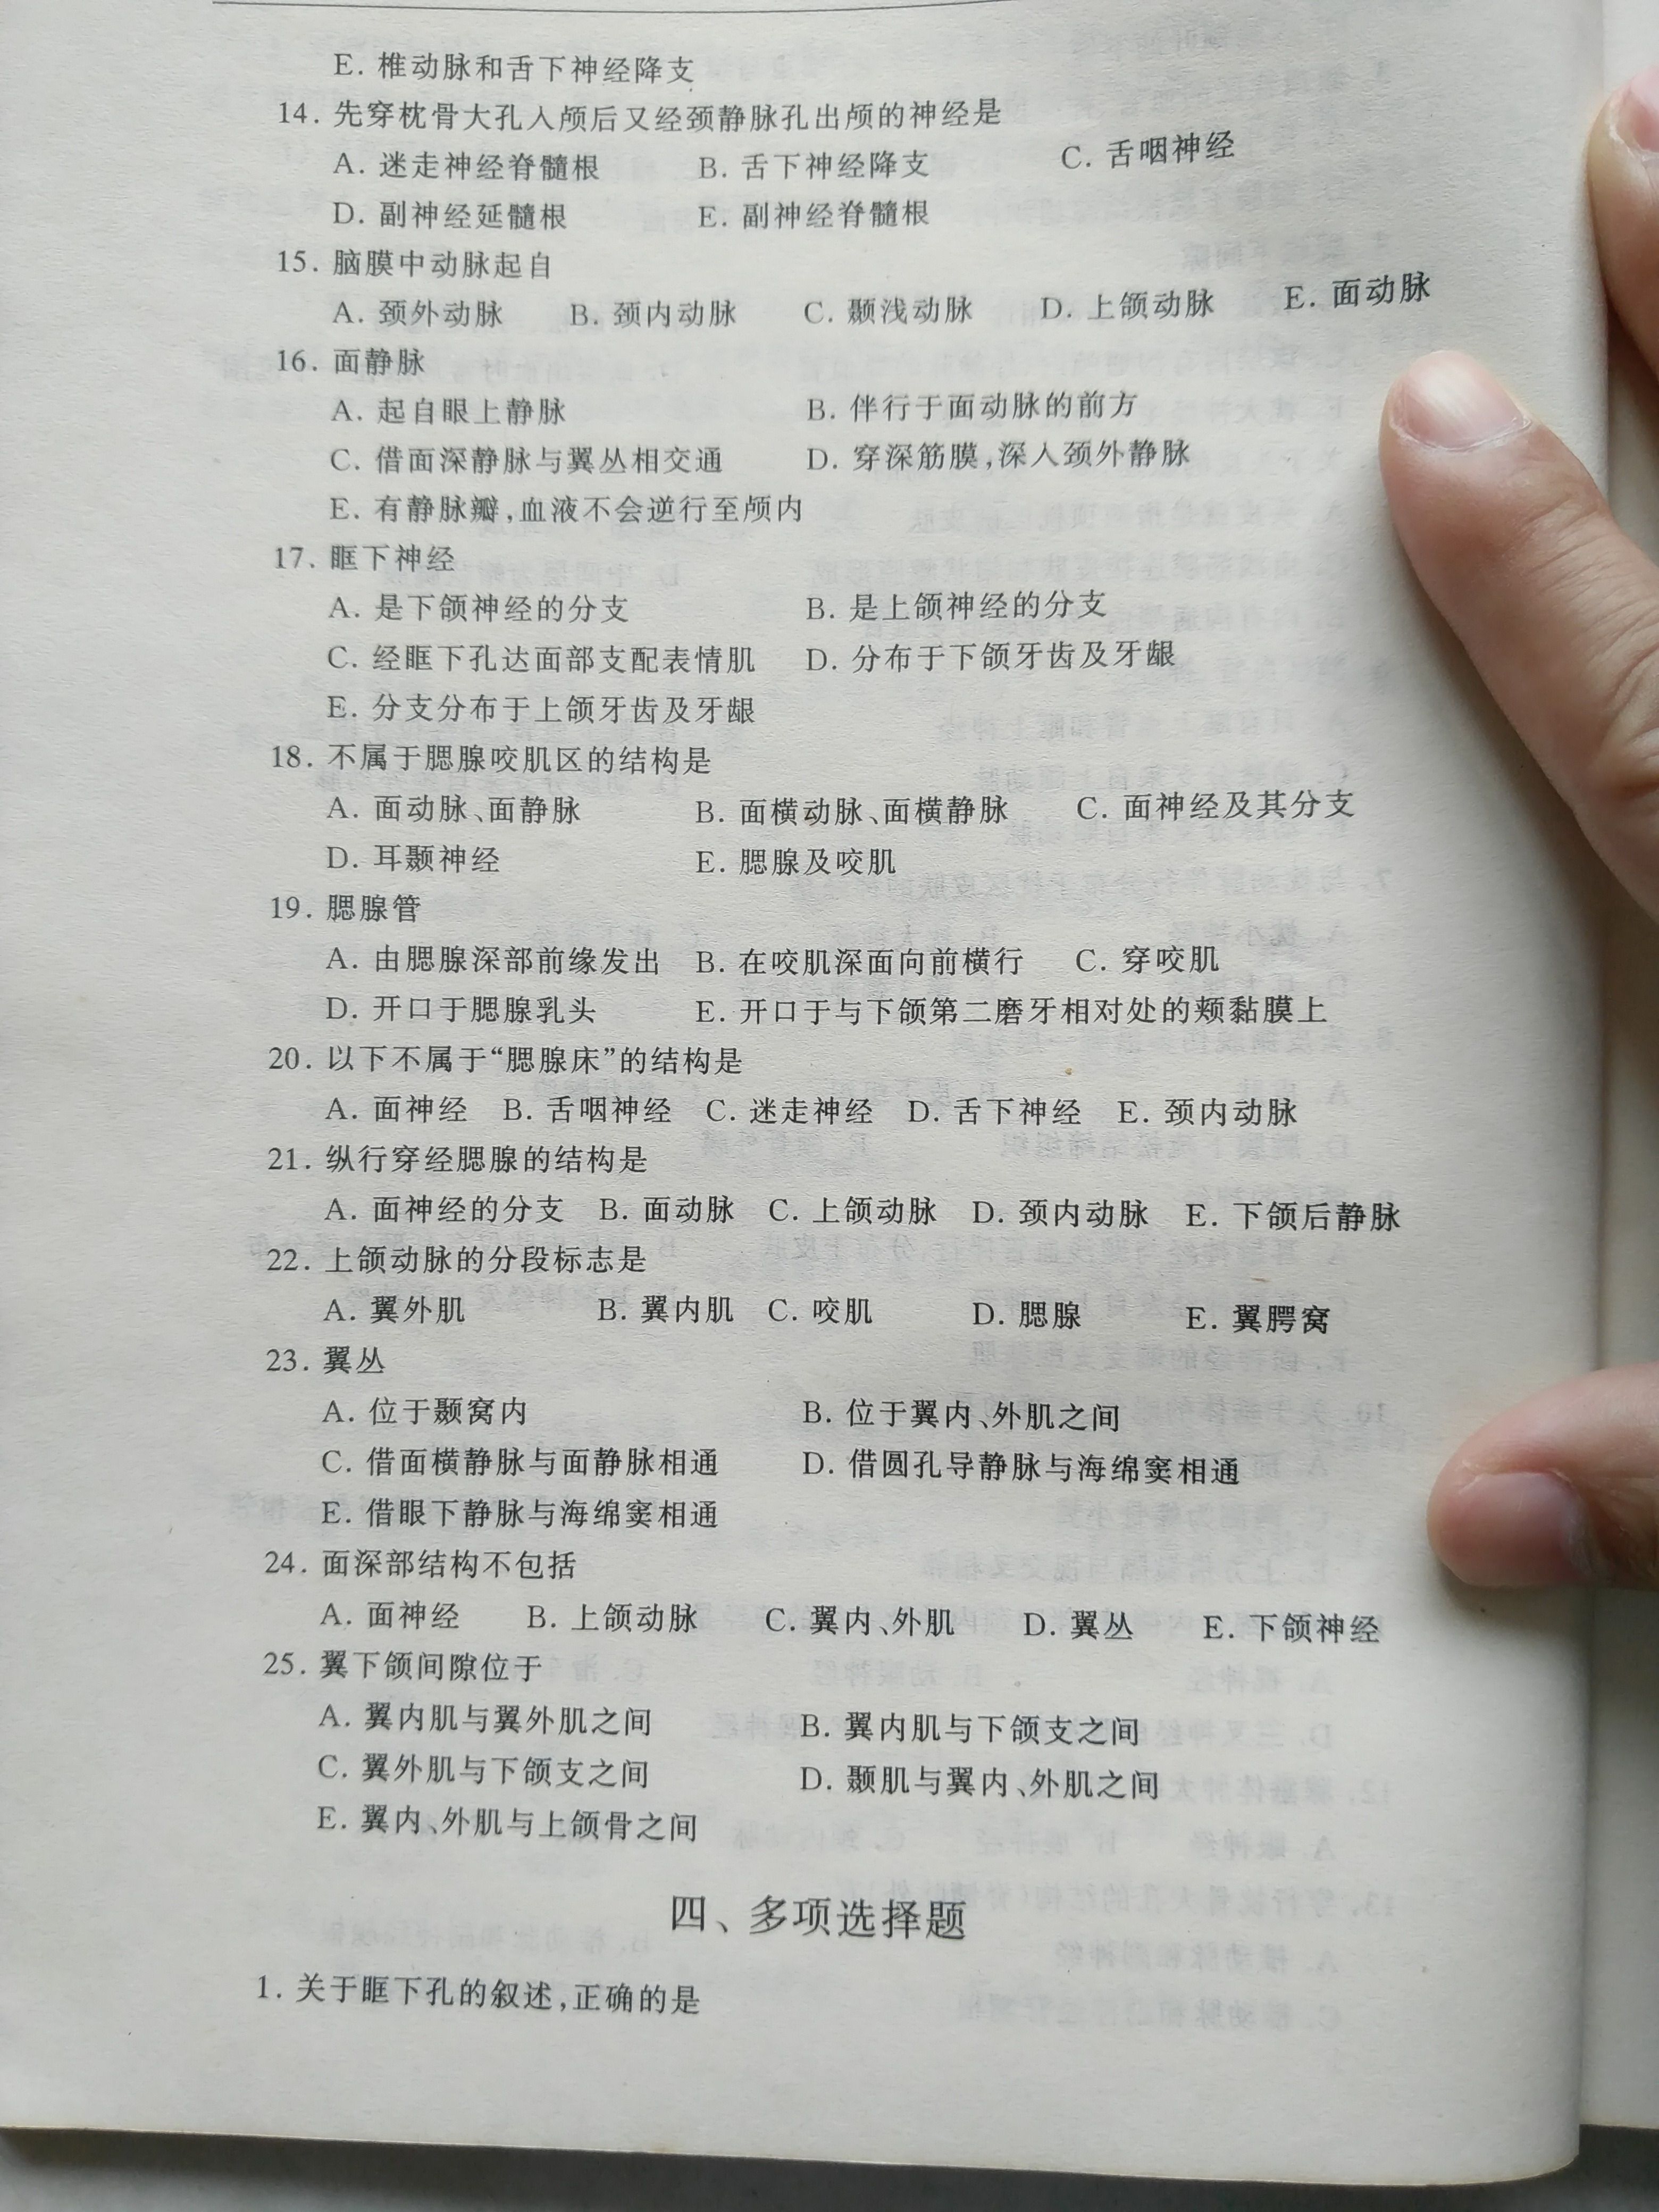 E. 椎动脉和舌下神经降支
14. 先穿枕骨大孔入颅后又经颈静脉孔出颅的神经是
A. 迷走神经脊髓根 B. 舌下神经降支 C. 舌咽神经
D. 副神经延髓根 E. 副神经脊髓根
15. 脑膜中动脉起自
A. 颈外动脉 B. 颈内动脉 C. 颞浅动脉 D. 上颌动脉 E. 面动脉
16. 面静脉
A. 起自眼上静脉 B. 伴行于面动脉的前方
C. 借面深静脉与翼丛相交通 D. 穿深筋膜,深入颈外静脉
E. 有静脉瓣,血液不会逆行至颅内
17. 眶下神经
A. 是下颌神经的分支 B. 是上颌神经的分支
C. 经眶下孔达面部支配表情肌 D. 分布于下颌牙齿及牙龈
E. 分支分布于上颌牙齿及牙龈
18. 不属于腮腺咬肌区的结构是
A. 面动脉、面静脉 B. 面横动脉、面横静脉 C. 面神经及其分支
D. 耳颞神经 E. 腮腺及咬肌
19. 腮腺管
A. 由腮腺深部前缘发出 B. 在咬肌深面向前横行 C. 穿咬肌
D. 开口于腮腺乳头 E. 开口于与下颌第二磨牙相对处的颊黏膜上
20. 以下不属于“腮腺床”的结构是
A. 面神经 B. 舌咽神经 C. 迷走神经 D. 舌下神经 E. 颈内动脉
21. 纵行穿经腮腺的结构是
A. 面神经的分支 B. 面动脉 C. 上颌动脉 D. 颈内动脉 E. 下颌后静脉
22. 上颌动脉的分段标志是
A. 翼外肌 B. 翼内肌 C. 咬肌 D. 腮腺 E. 翼腭窝
23. 翼丛
A. 位于颞窝内 B. 位于翼内、外肌之间
C. 借面横静脉与面静脉相通 D. 借圆孔导静脉与海绵窦相通
E. 借眼下静脉与海绵窦相通
24. 面深部结构不包括
A. 面神经 B. 上颌动脉 C. 翼内、外肌 D. 翼丛 E. 下颌神经
25. 翼下颌间隙位于
A. 翼内肌与翼外肌之间 B. 翼内肌与下颌支之间
C. 翼外肌与下颌支之间 D. 颞肌与翼内、外肌之间
E. 翼内、外肌与上颌骨之间
四、多项选择题
1. 关于眶下孔的叙述,正确的是